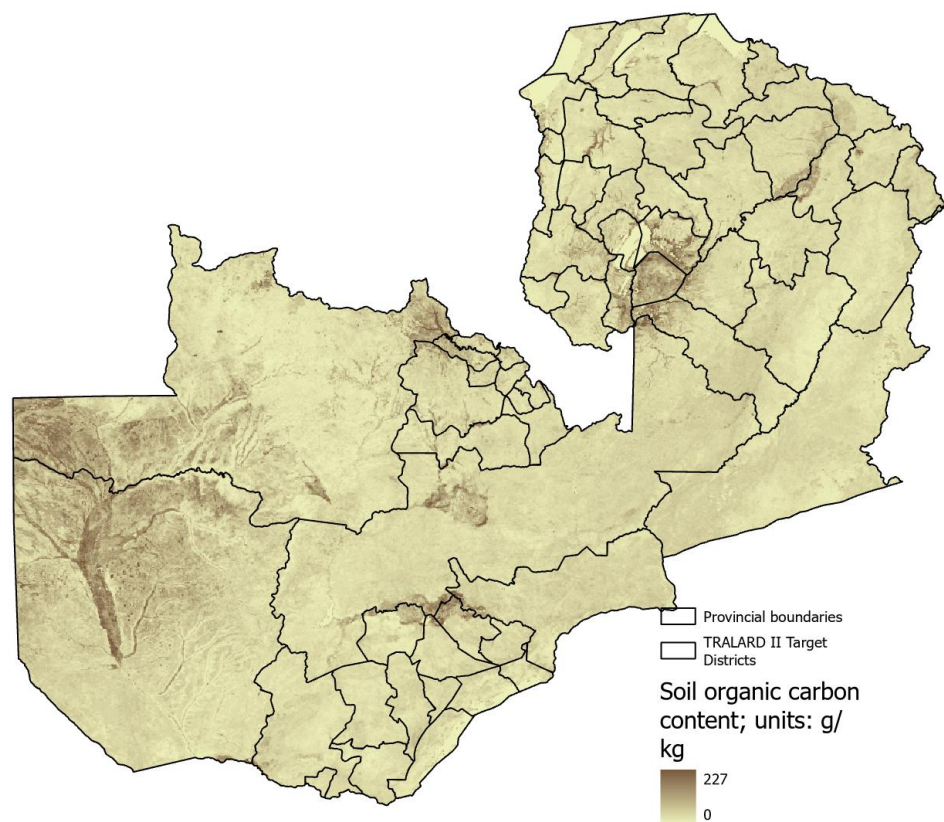 Provincial boundaries
TRALARD II Target
Districts
Soil organic carbon
content; units: g/
kg
227
0